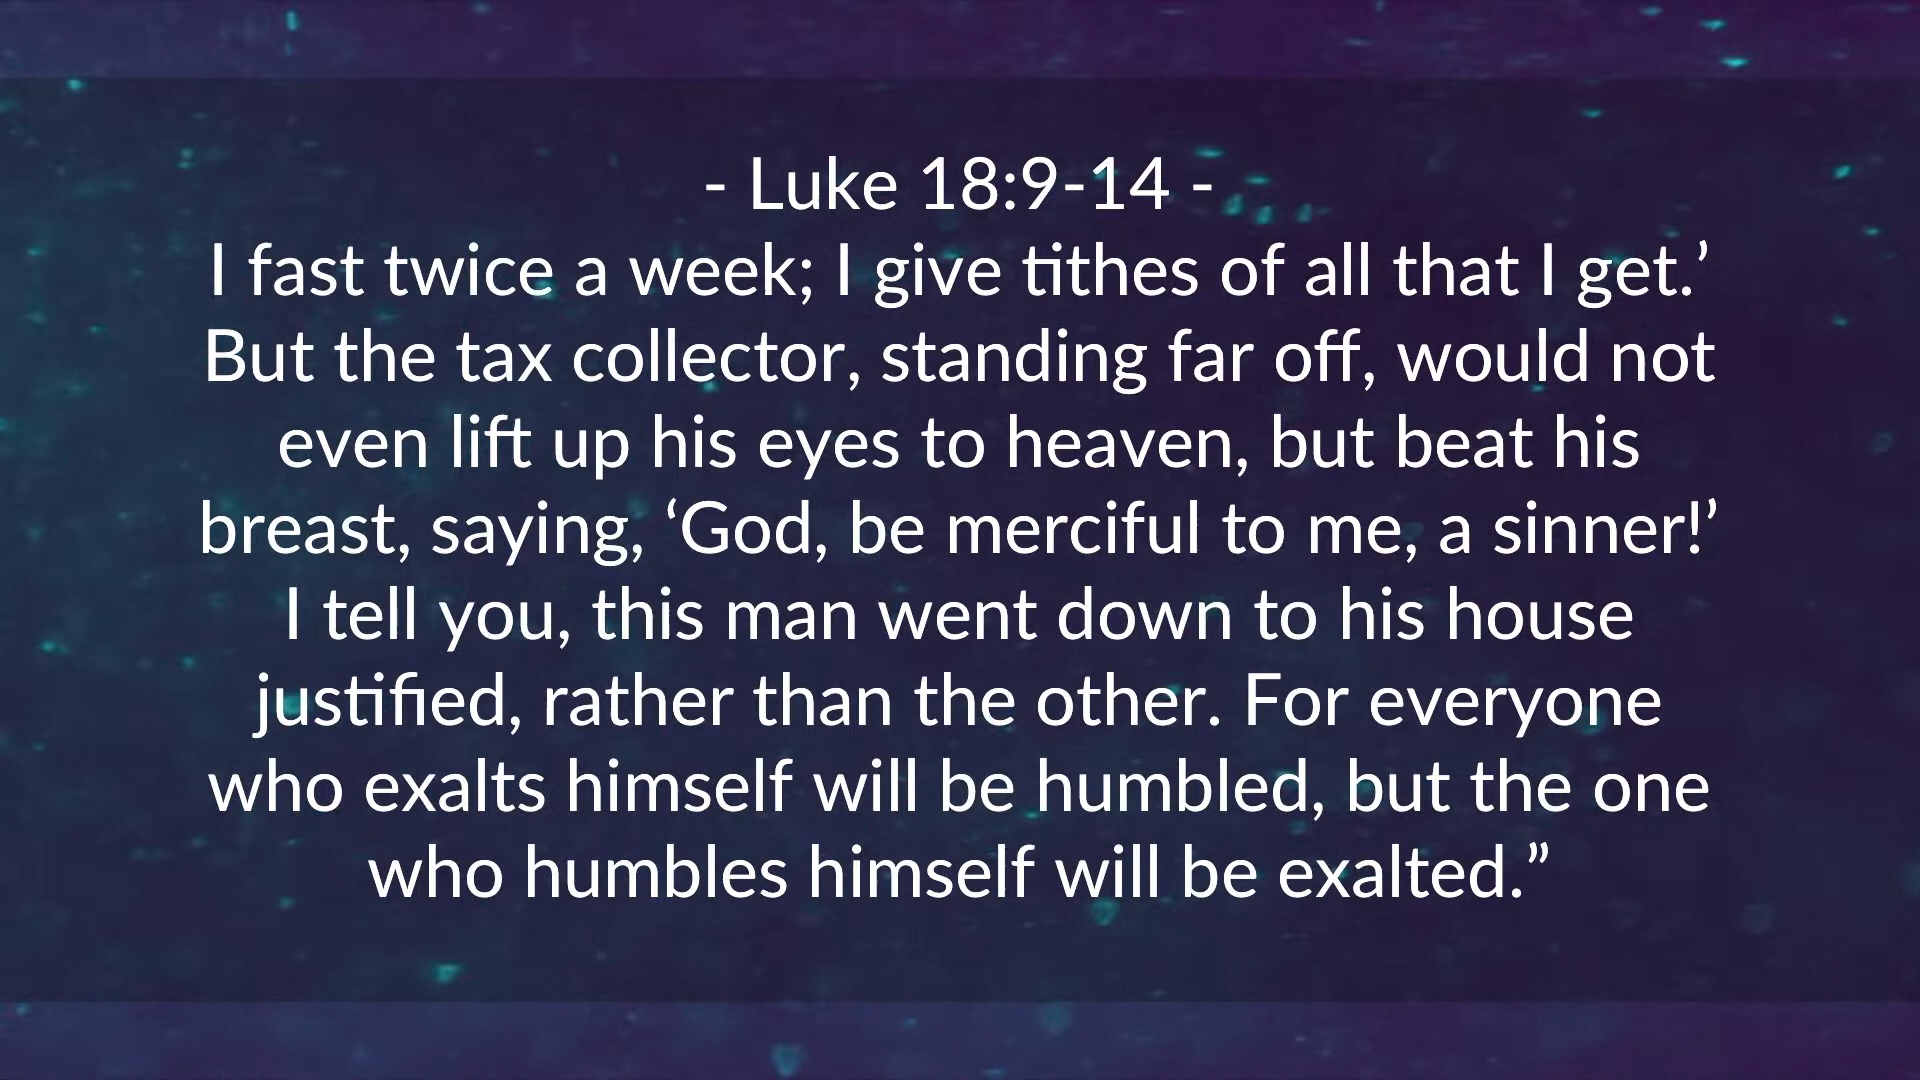 - Luke 18:9-14 -
I fast twice a week; I give tithes of all that I get.’
But the tax collector, standing far off, would not
even lift up his eyes to heaven, but beat his
breast, saying, ‘God, be merciful to me, a sinner!’
I tell you, this man went down to his house
justified, rather than the other. For everyone
who exalts himself will be humbled, but the one
who humbles himself will be exalted.”